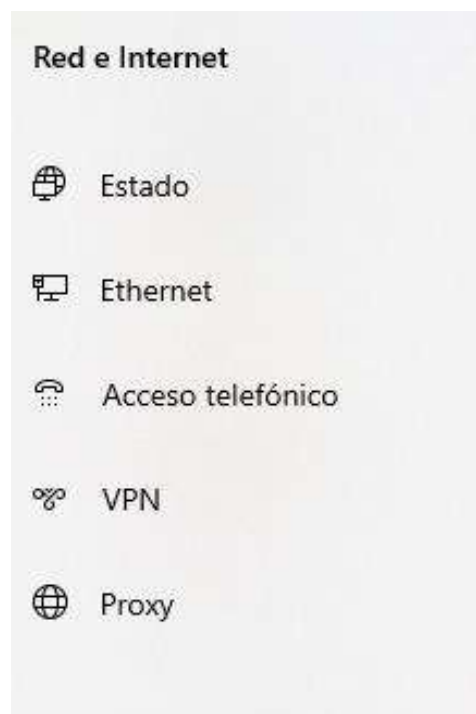 Red e Internet
Estado
Ethernet
Acceso telefónico
VPN
Proxy